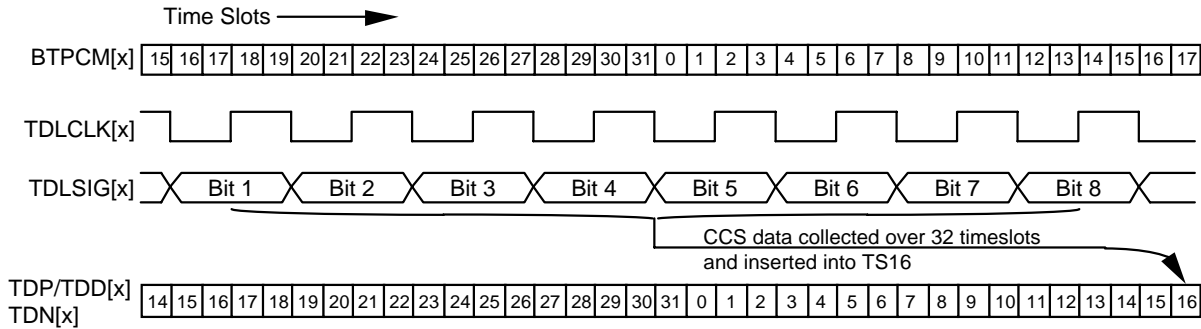 Time Slots
BTPCM[x] 15 16 17 18 19 20 21 22 23 24 25 26 27 28 29 30 31 0 1 2 3 4 5 6 7 8 9 10 11 12 13 14 15 16 17
TDLCLK[x]
TDLSIG[x] Bit 1 Bit 2 Bit 3 Bit 4 Bit 5 Bit 6 Bit 7 Bit 8
CCS data collected over 32 timeslots
and inserted into TS16
TDP/TDD[x]
TDN[x]
14 15 16 17 18 19 20 21 22 23 24 25 26 27 28 29 30 31 0 1 2 3 4 5 6 7 8 9 10 11 12 13 14 15 16